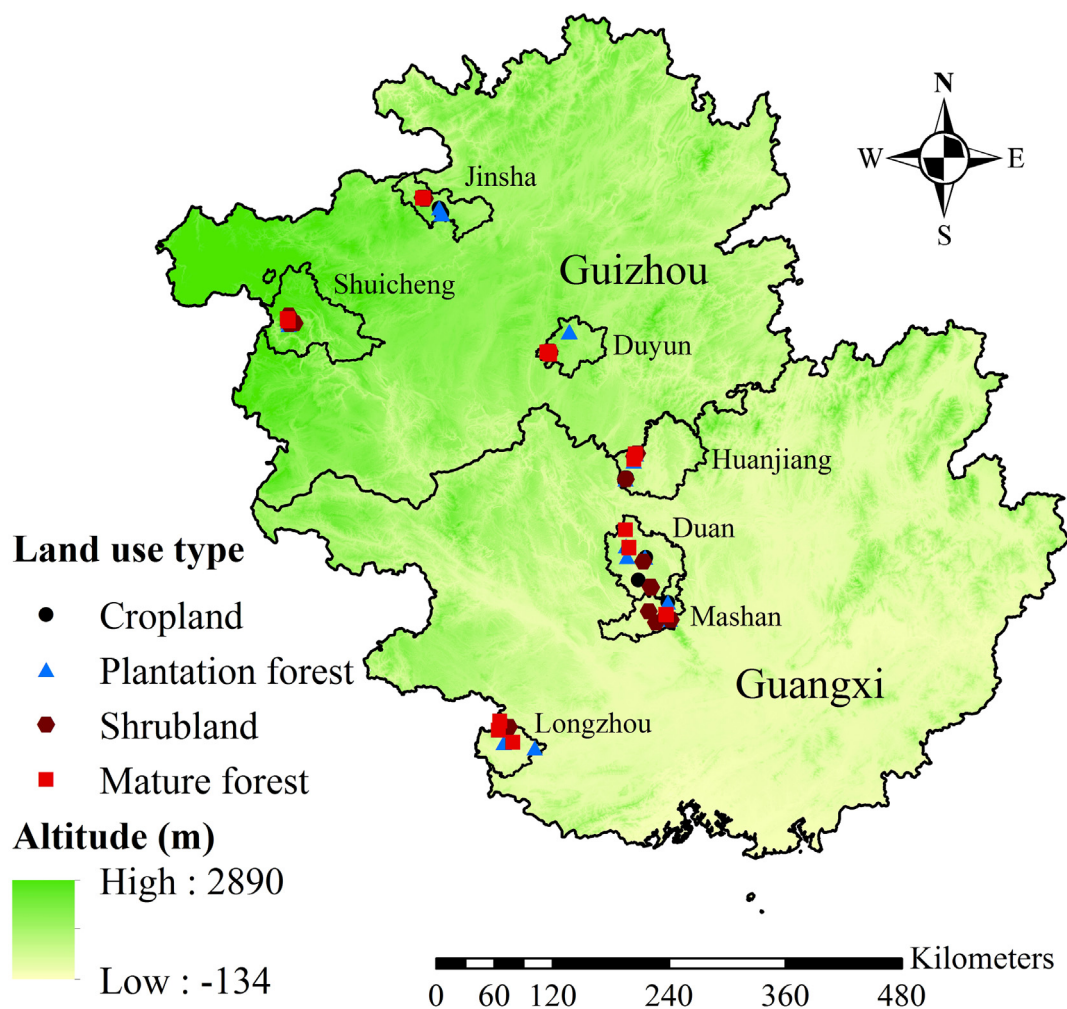 N
W
E
S
Jinsha
Guizhou
Shuicheng
Duyun
Huanjiang
Duan
Mashan
Guangxi
Longzhou
Land use type
Cropland
Plantation forest
Shrubland
Mature forest
Altitude (m)
High : 2890
Low : -134
Kilometers
0 60 120 240 360 480